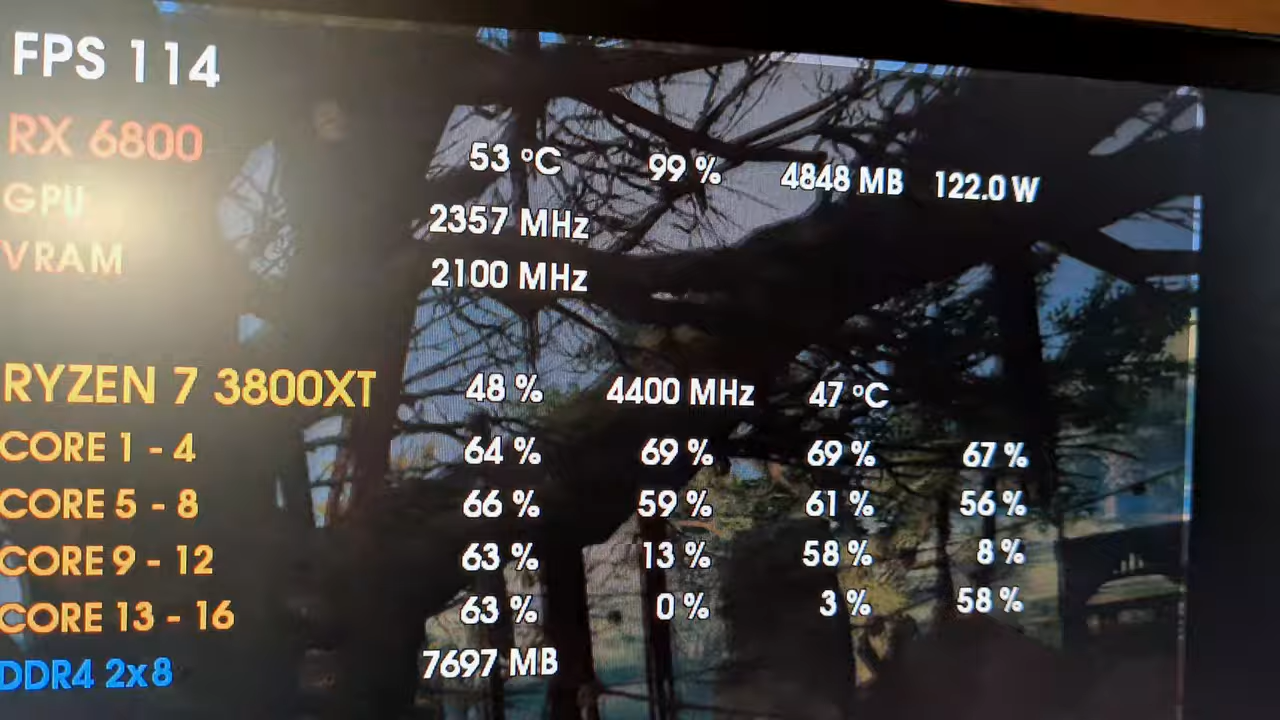 FPS 114
RX 6800 53 °C 99 % 4848 MB 122.0 W
GPU 2357 MHz
VRAM 2100 MHz
RYZEN 7 3800XT 48 % 4400 MHz 47 °C
CORE 1 - 4 64 % 69 % 69 % 67 %
CORE 5 - 8 66 % 59 % 61 % 56 %
CORE 9 - 12 63 % 13 % 58 % 8 %
CORE 13 - 16 63 % 0 % 3 % 58 %
DDR4 2x8 7697 MB